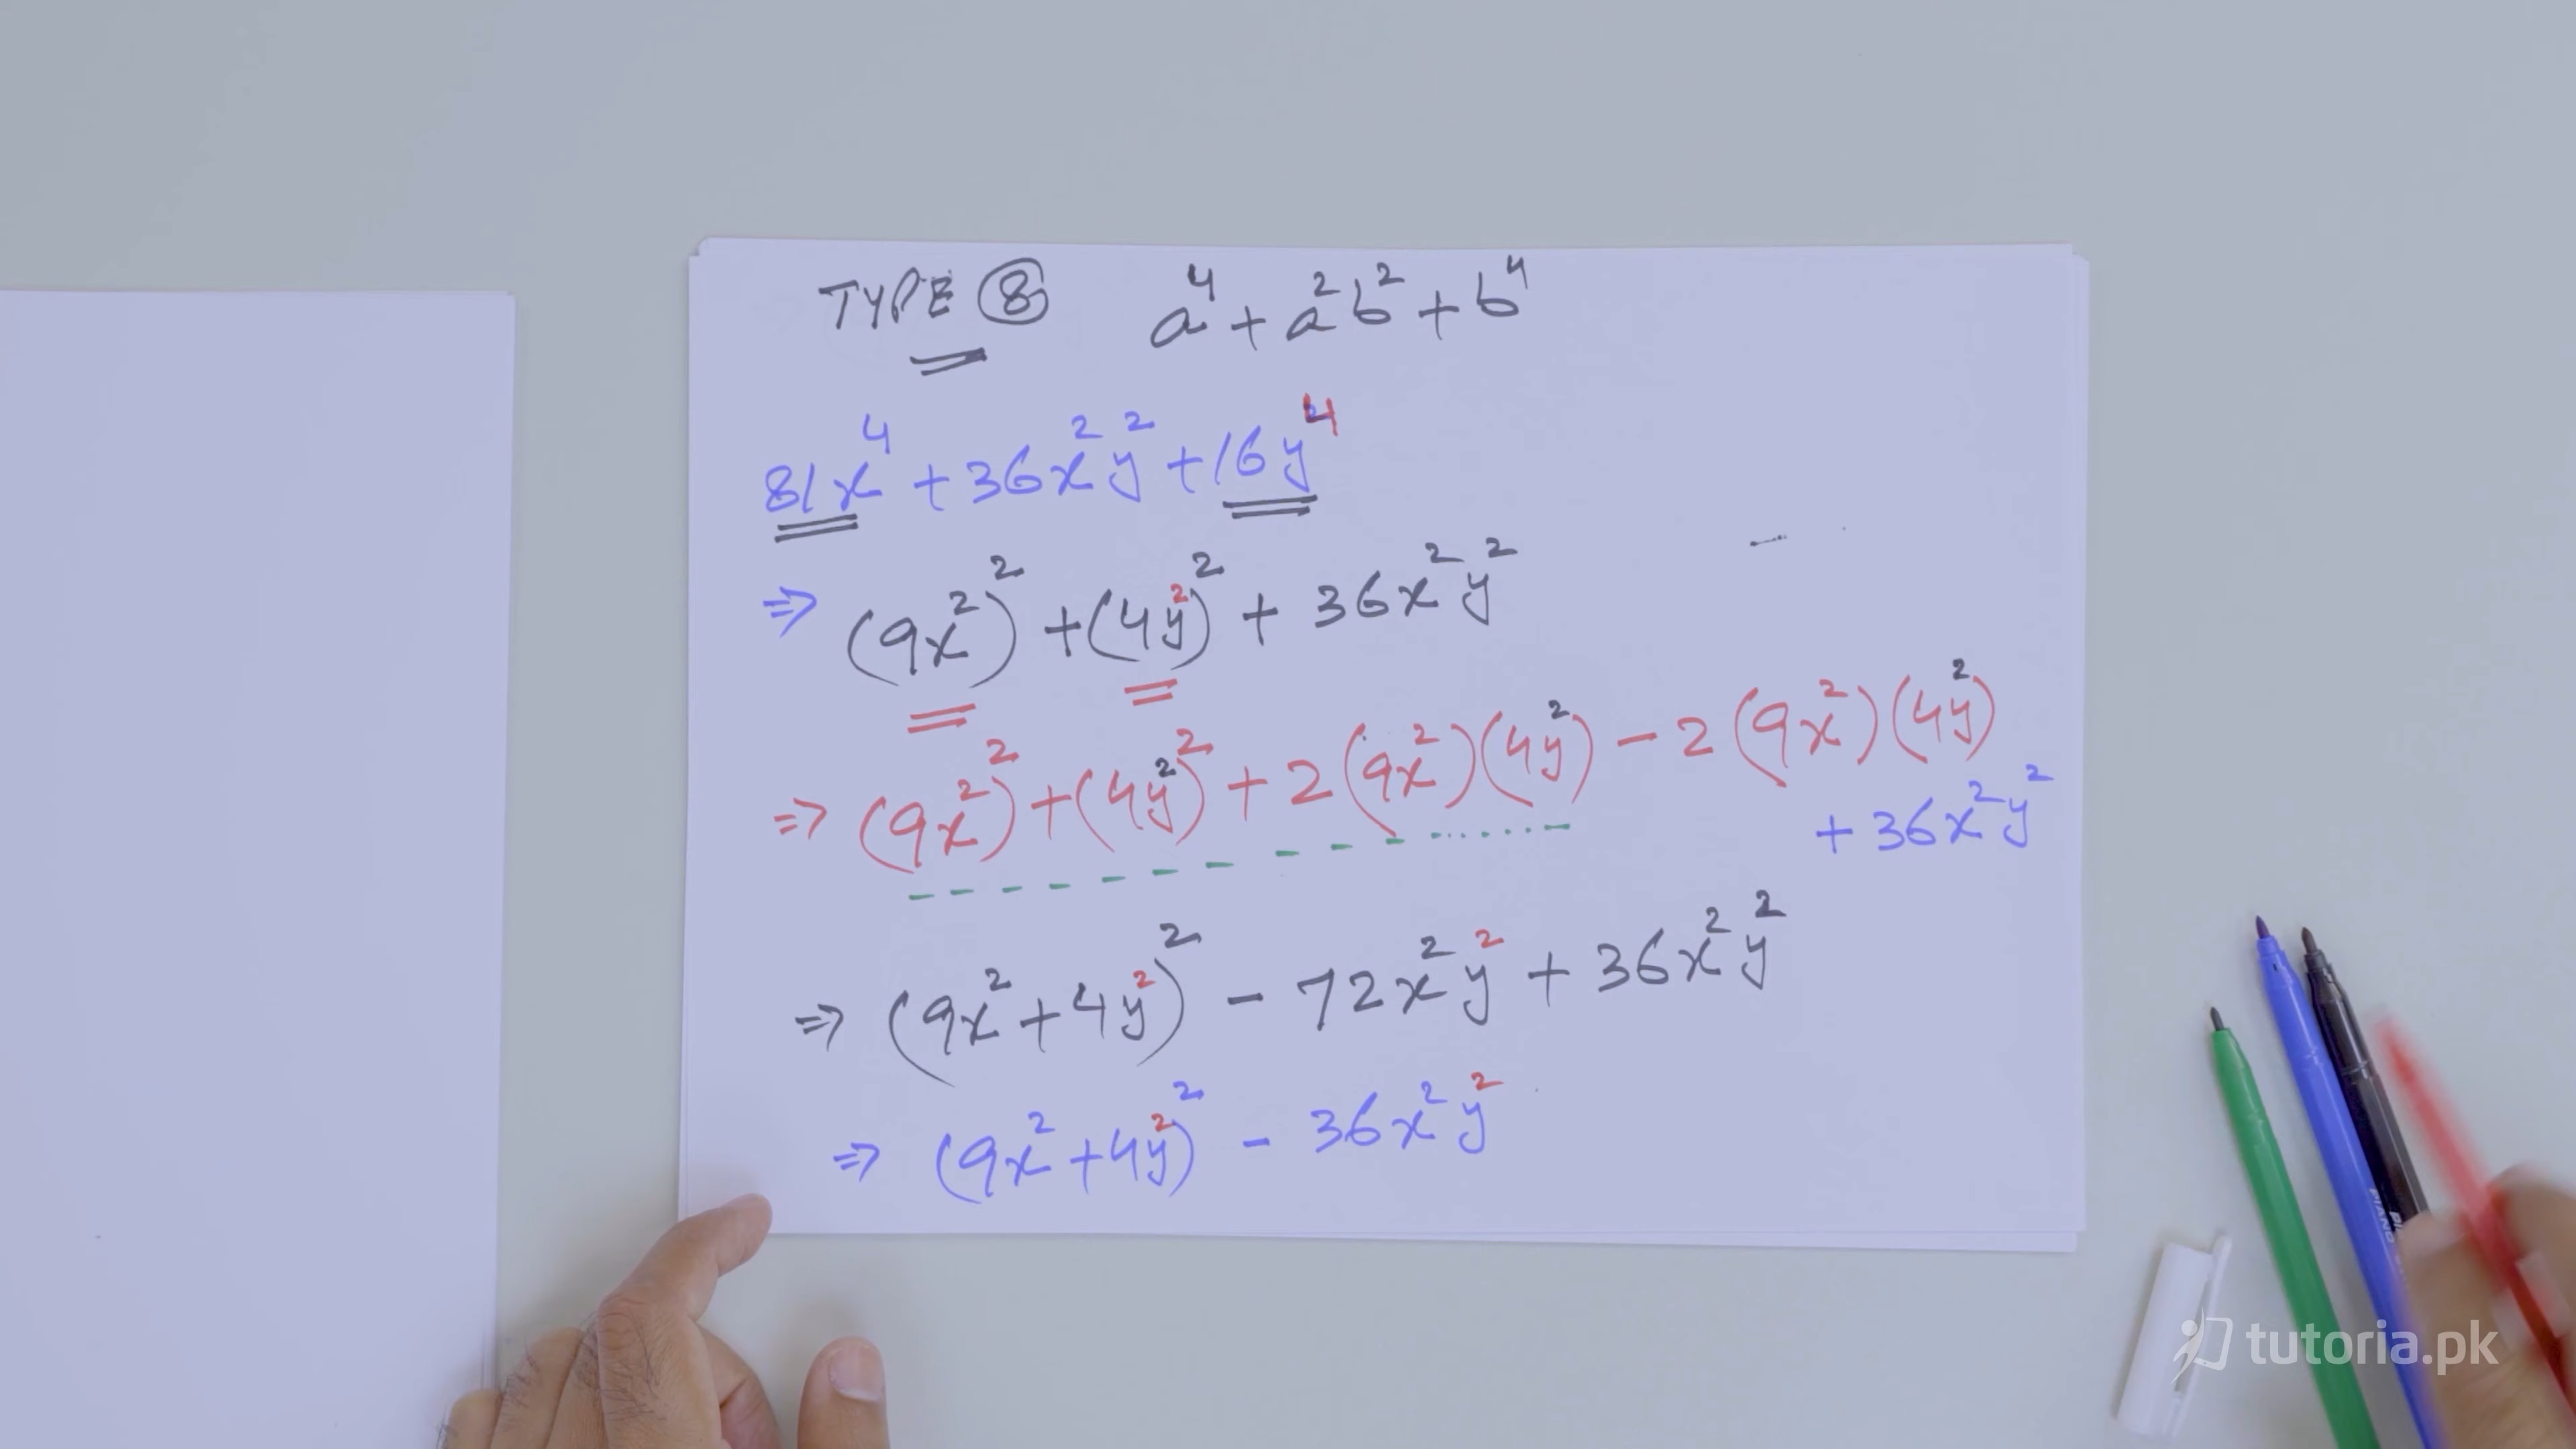 TYPE ⑧ a⁴ + a²b² + b⁴
81x⁴ + 36x²y² + 16y⁴
⇒ (9x²)² + (4y²)² + 36x²y²
⇒ (9x²)² + (4y²)² + 2(9x²)(4y²) - 2(9x²)(4y²)
+ 36x²y²
⇒ (9x² + 4y²)² - 72x²y² + 36x²y²
⇒ (9x² + 4y²)² - 36x²y²
tutoria.pk